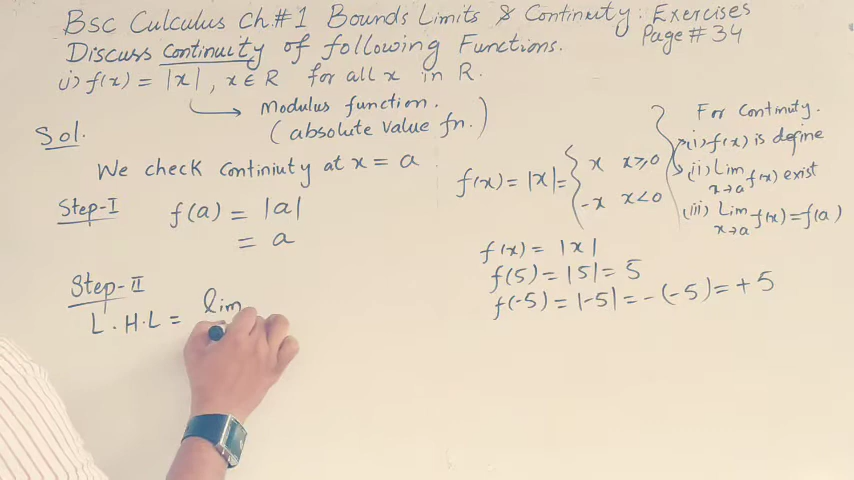 Bsc Calculus Ch.#1 Bounds Limits & Continuity: Exercises
Page # 34
Discuss Continuity of following Functions.
i) f(x) = |x|, x ∈ R for all x in R.
Modulus function.
(absolute value fn.)
Sol.
We check continiuty at x = a
Step-I f(a) = |a|
= a
Step-II
L.H.L = lim
f(x) = |x| = { x x≥0
-x x<0
For Continuty.
(i) f(x) is define
(ii) Lim x→a f(x) exist
(iii) Lim x→a f(x) = f(a)
f(x) = |x|
f(5) = |5| = 5
f(-5) = |-5| = -(-5) = +5